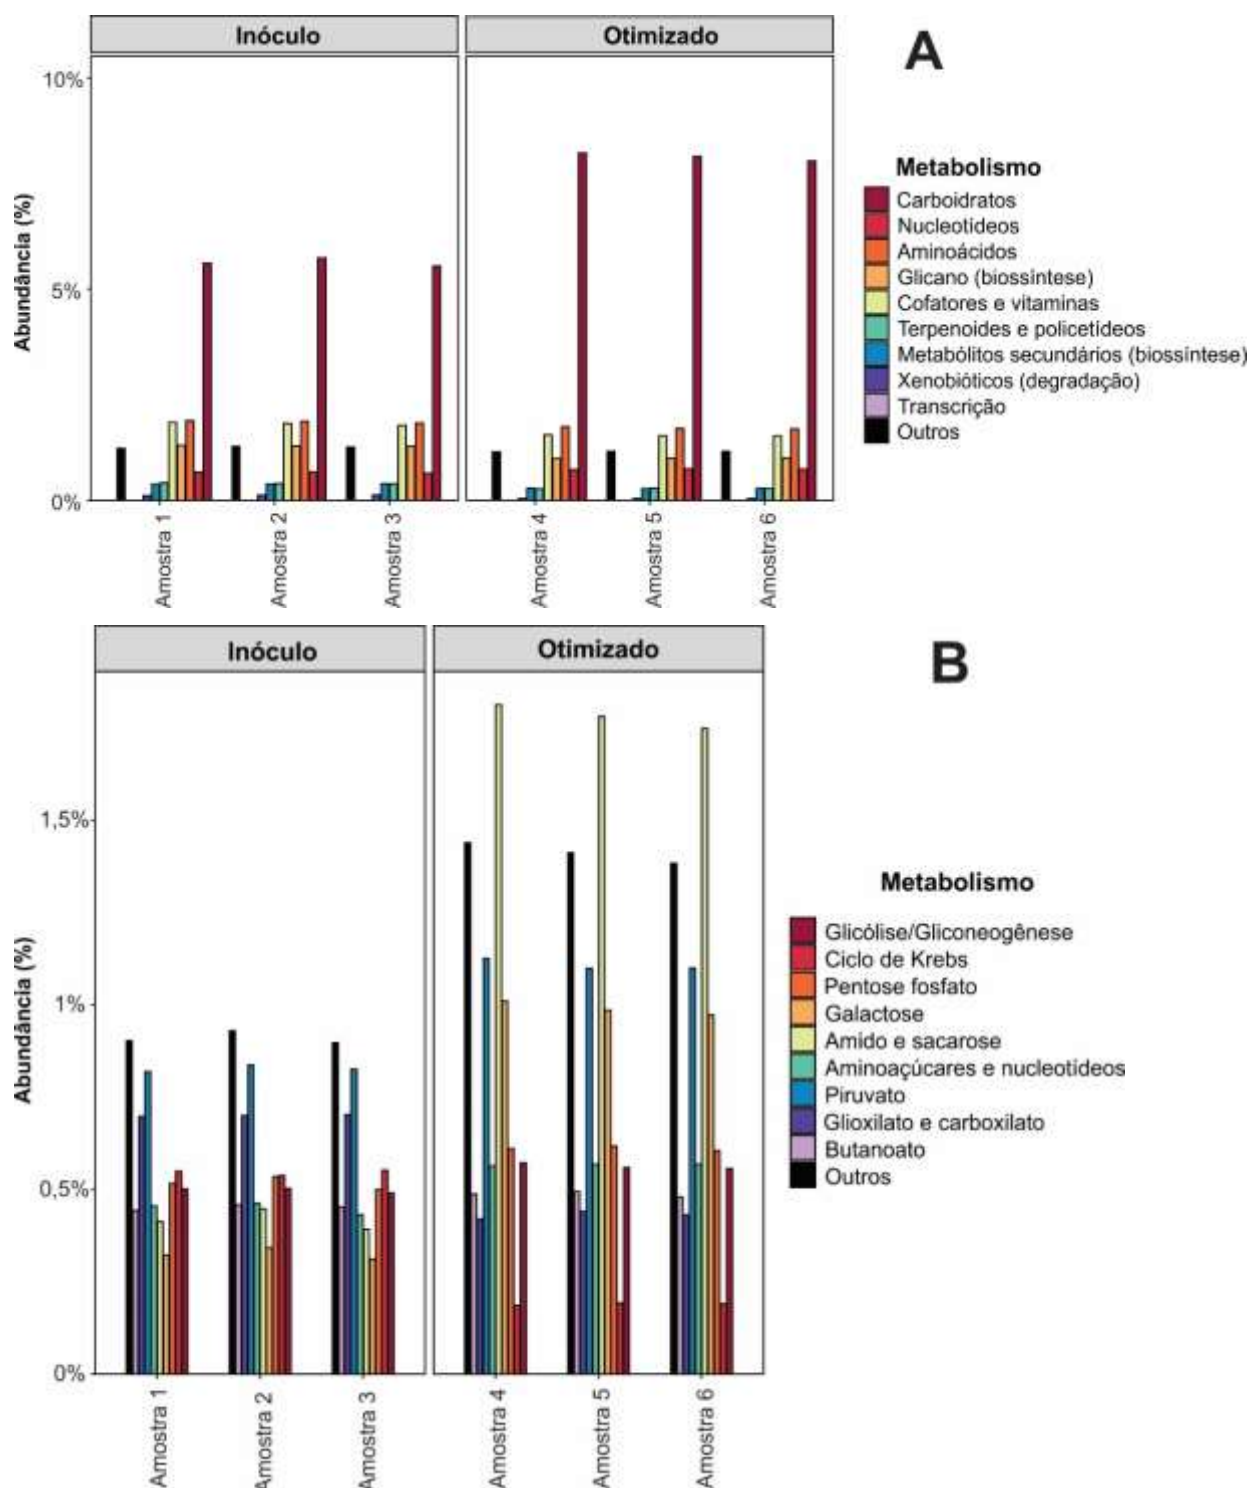 Inóculo
Otimizado
A
10%
5%
0%
Abundância (%)
Amostra 1
Amostra 2
Amostra 3
Amostra 4
Amostra 5
Amostra 6
Metabolismo
Carboidratos
Nucleotídeos
Aminoácidos
Glicano (biossíntese)
Cofatores e vitaminas
Terpenoides e policetídeos
Metabólitos secundários (biossíntese)
Xenobióticos (degradação)
Transcrição
Outros
Inóculo
Otimizado
B
1,5%
1%
0,5%
0%
Abundância (%)
Amostra 1
Amostra 2
Amostra 3
Amostra 4
Amostra 5
Amostra 6
Metabolismo
Glicólise/Gliconeogênese
Ciclo de Krebs
Pentose fosfato
Galactose
Amido e sacarose
Aminoaçúcares e nucleotídeos
Piruvato
Glioxilato e carboxilato
Butanoato
Outros